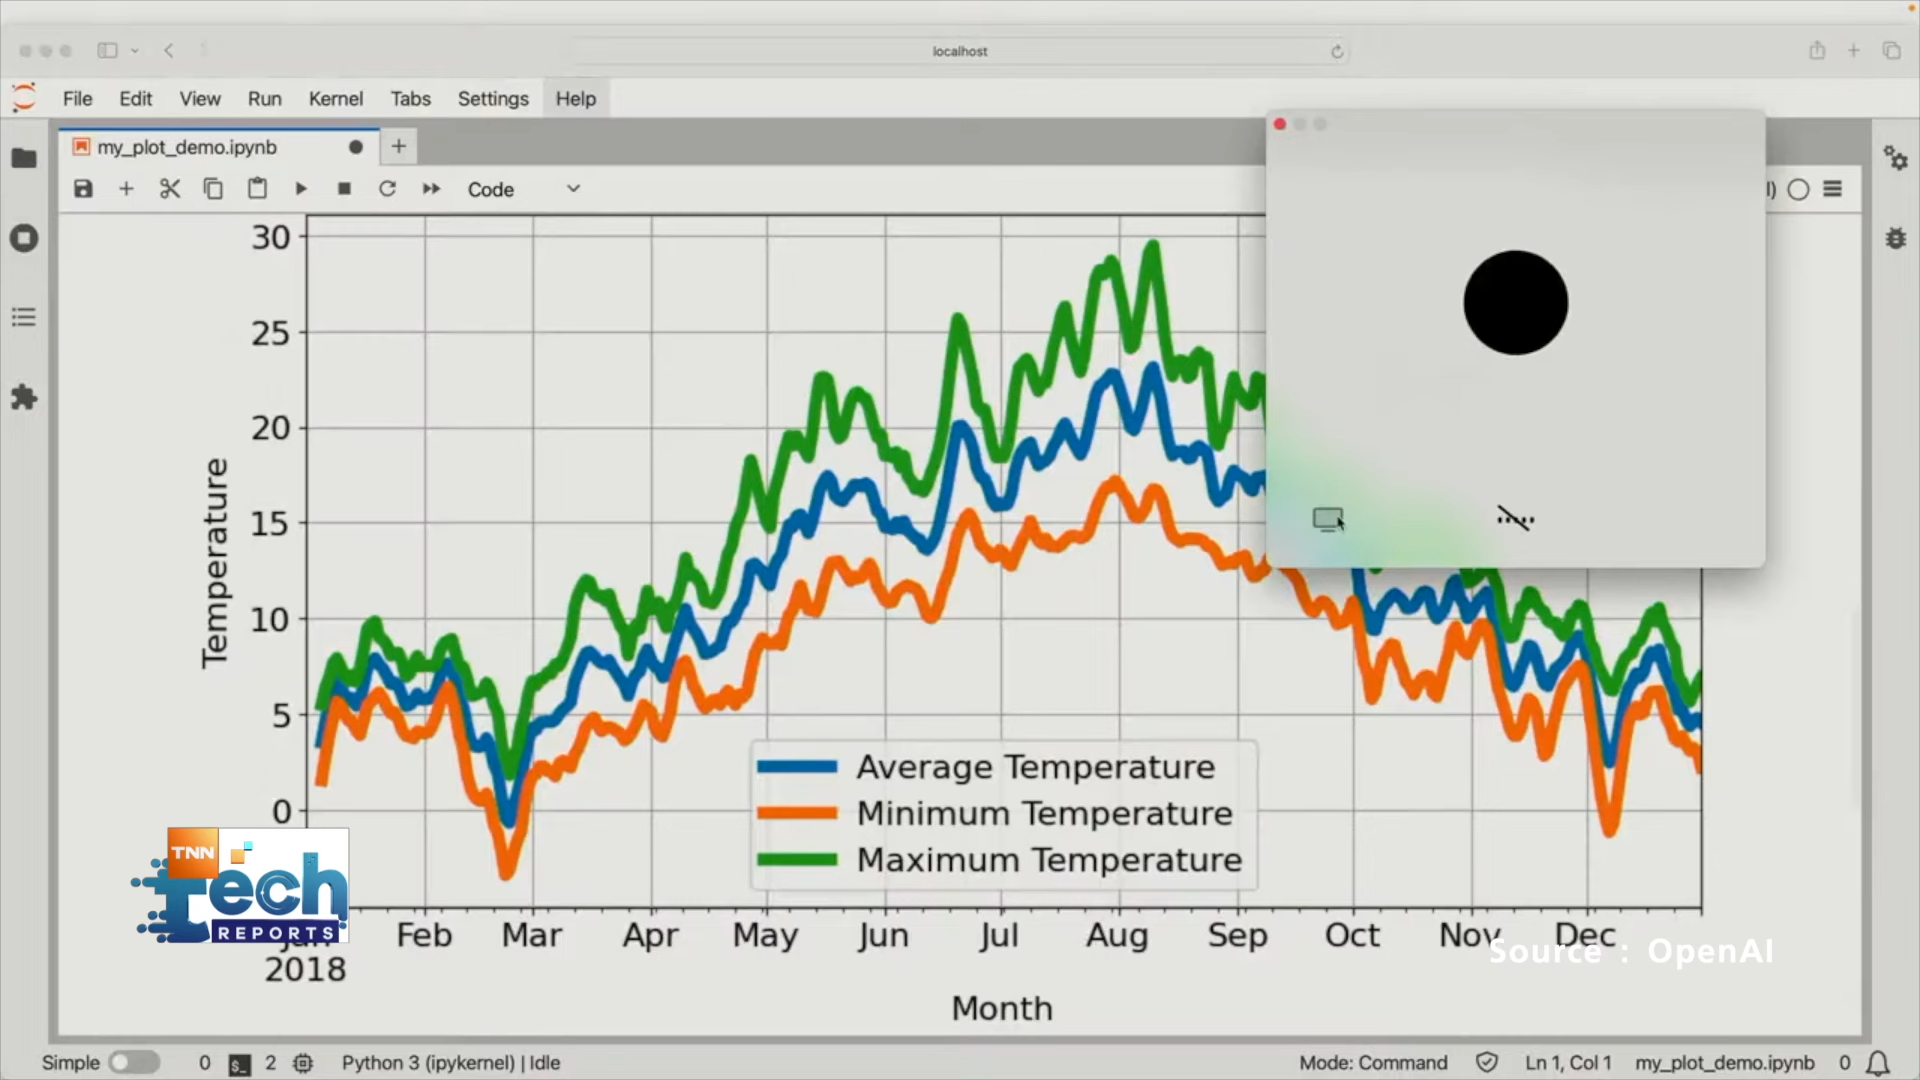 localhost
File Edit View Run Kernel Tabs Settings Help
my_plot_demo.ipynb
Code
30
25
20
15
10
5
0
Temperature
Average Temperature
Minimum Temperature
Maximum Temperature
TNN
Tech
REPORTS
Jan Feb Mar Apr May Jun Jul Aug Sep Oct Nov Dec
2018
Source : OpenAI
Month
Simple 0 2 Python 3 (ipykernel) | Idle Mode: Command Ln 1, Col 1 my_plot_demo.ipynb 0